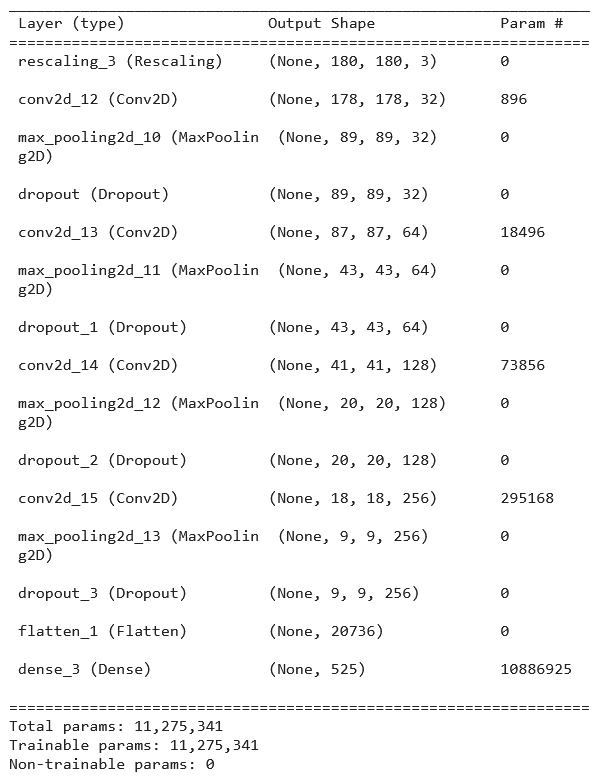 Layer (type) Output Shape Param #
rescaling_3 (Rescaling) (None, 180, 180, 3) 0
conv2d_12 (Conv2D) (None, 178, 178, 32) 896
max_pooling2d_10 (MaxPoolin (None, 89, 89, 32) 0
g2D)
dropout (Dropout) (None, 89, 89, 32) 0
conv2d_13 (Conv2D) (None, 87, 87, 64) 18496
max_pooling2d_11 (MaxPoolin (None, 43, 43, 64) 0
g2D)
dropout_1 (Dropout) (None, 43, 43, 64) 0
conv2d_14 (Conv2D) (None, 41, 41, 128) 73856
max_pooling2d_12 (MaxPoolin (None, 20, 20, 128) 0
g2D)
dropout_2 (Dropout) (None, 20, 20, 128) 0
conv2d_15 (Conv2D) (None, 18, 18, 256) 295168
max_pooling2d_13 (MaxPoolin (None, 9, 9, 256) 0
g2D)
dropout_3 (Dropout) (None, 9, 9, 256) 0
flatten_1 (Flatten) (None, 20736) 0
dense_3 (Dense) (None, 525) 10886925
Total params: 11,275,341
Trainable params: 11,275,341
Non-trainable params: 0